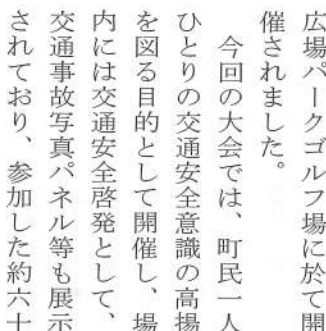 広場パークゴルフ場に於て開
催されました。
今回の大会では、町民一人
ひとりの交通安全意識の高揚
を図る目的として開催し、場
内には交通安全啓発として、
交通事故写真パネル等も展示
されており、参加した約六十